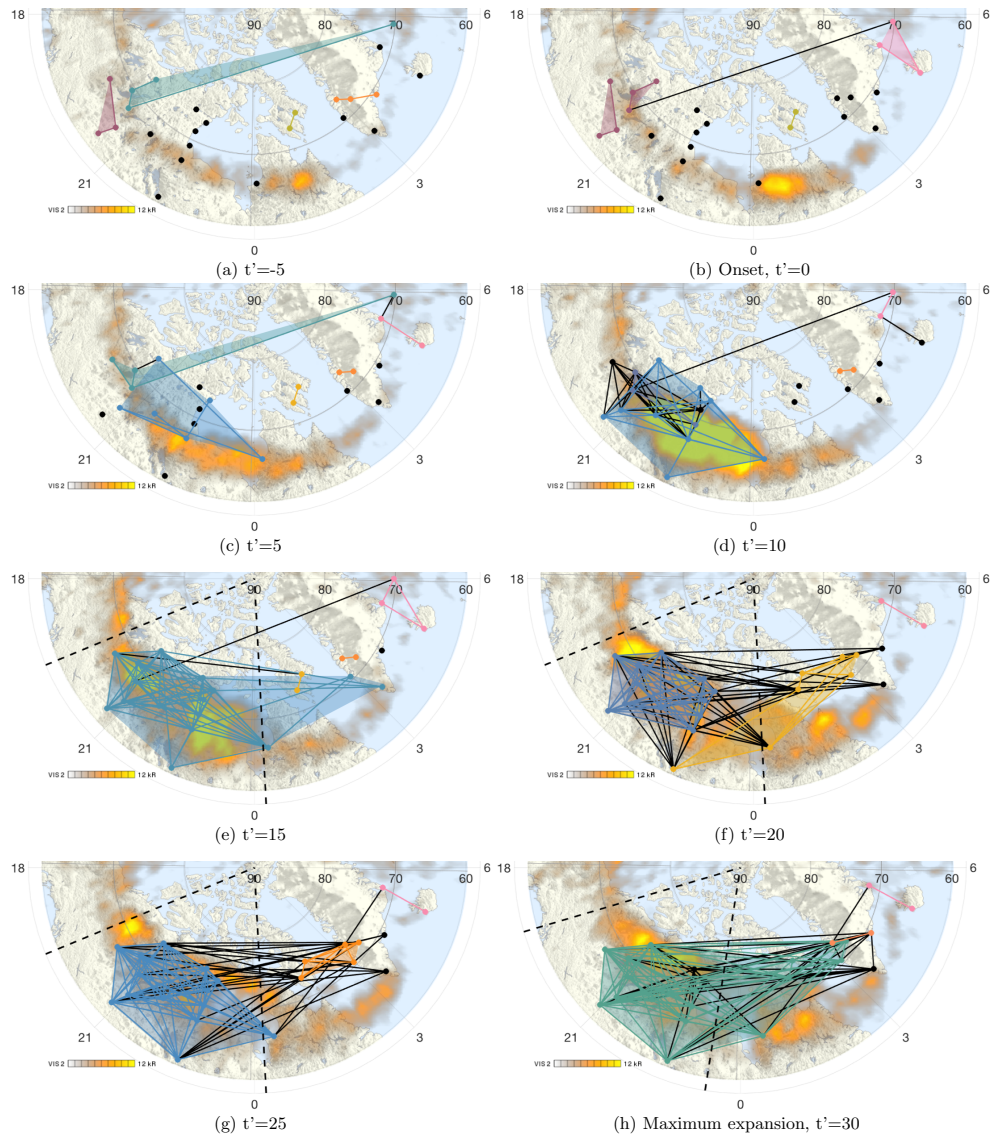 18 90 80 70 60 6
18 90 80 70 60 6
21 3
21 3
VIS 2 12 kR
VIS 2 12 kR
0
0
(a) t'=-5
(b) Onset, t'=0
18 90 80 70 60 6
18 90 80 70 60 6
21 3
21 3
VIS 2 12 kR
VIS 2 12 kR
0
0
(c) t'=5
(d) t'=10
18 90 80 70 60 6
18 90 80 70 60 6
21 3
21 3
VIS 2 12 kR
VIS 2 12 kR
0
0
(e) t'=15
(f) t'=20
18 90 80 70 60 6
18 90 80 70 60 6
21 3
21 3
VIS 2 12 kR
VIS 2 12 kR
0
0
(g) t'=25
(h) Maximum expansion, t'=30